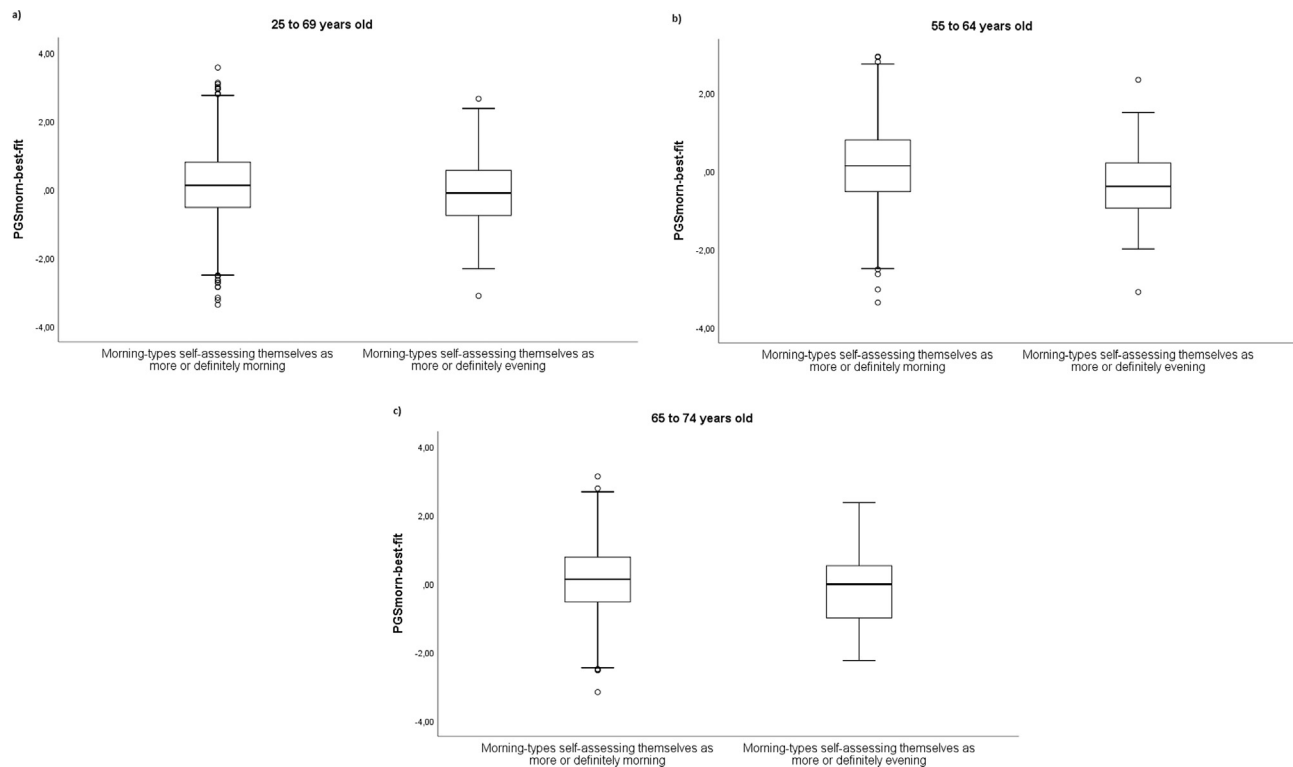 a)
25 to 69 years old
PGSmorn-best-fit
4,00
2,00
,00
-2,00
-4,00
Morning-types self-assessing themselves as
more or definitely morning
Morning-types self-assessing themselves as
more or definitely evening
b)
55 to 64 years old
PGSmorn-best-fit
2,00
,00
-2,00
-4,00
Morning-types self-assessing themselves as
more or definitely morning
Morning-types self-assessing themselves as
more or definitely evening
c)
65 to 74 years old
PGSmorn-best-fit
4,00
2,00
,00
-2,00
-4,00
Morning-types self-assessing themselves as
more or definitely morning
Morning-types self-assessing themselves as
more or definitely evening